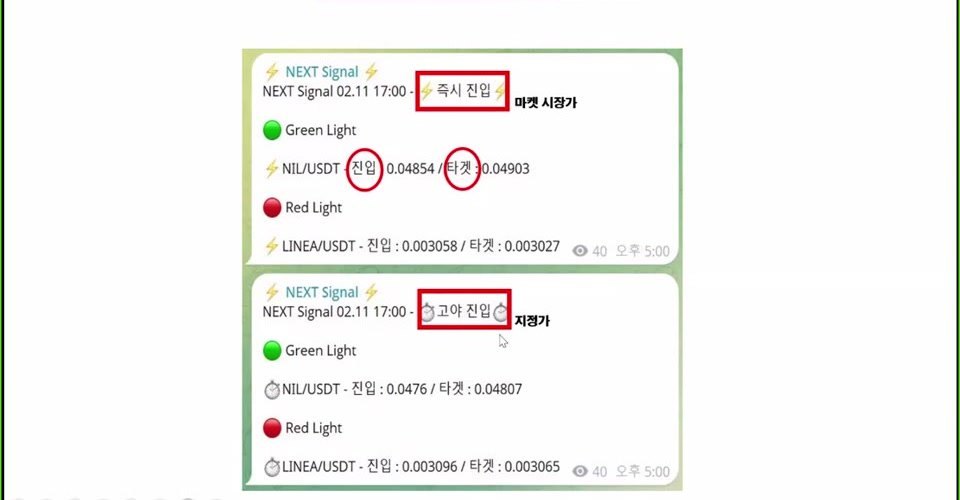 ⚡ NEXT Signal ⚡
NEXT Signal 02.11 17:00 - ⚡즉시 진입⚡
마켓 시장가
🟢 Green Light
⚡NIL/USDT - 진입 : 0.04854 / 타겟 : 0.04903
🔴 Red Light
⚡LINEA/USDT - 진입 : 0.003058 / 타겟 : 0.003027
40 오후 5:00
⚡ NEXT Signal ⚡
NEXT Signal 02.11 17:00 - ⏱고야 진입⏱
지정가
🟢 Green Light
⏱NIL/USDT - 진입 : 0.0476 / 타겟 : 0.04807
🔴 Red Light
⏱LINEA/USDT - 진입 : 0.003096 / 타겟 : 0.003065
40 오후 5:00